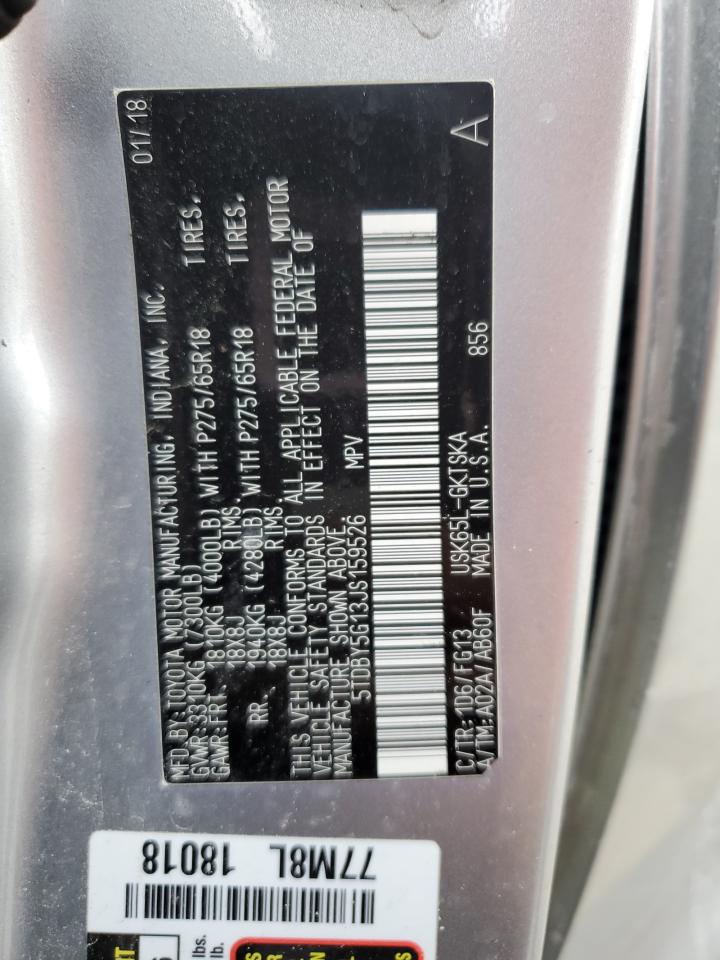 MFD. BY:TOYOTA MOTOR MANUFACTURING, INDIANA, INC. 01/18
GVWR:3310KG (7300LB)
GAWR:FRT. 1810KG (4000LB) WITH P275/65R18 TIRES,
18X8J RIMS,
RR. 1940KG (4280LB) WITH P275/65R18 TIRES,
18X8J RIMS,
THIS VEHICLE CONFORMS TO ALL APPLICABLE FEDERAL MOTOR
VEHICLE SAFETY STANDARDS IN EFFECT ON THE DATE OF
MANUFACTURE SHOWN ABOVE.
5TDBY5G13JS159526 MPV
C/TR:1D6/FG13 USK65L-GKTSKA
A/TM:A02A/AB60F MADE IN U.S.A. 856 A
77M8L
18018
lbs.
lb.